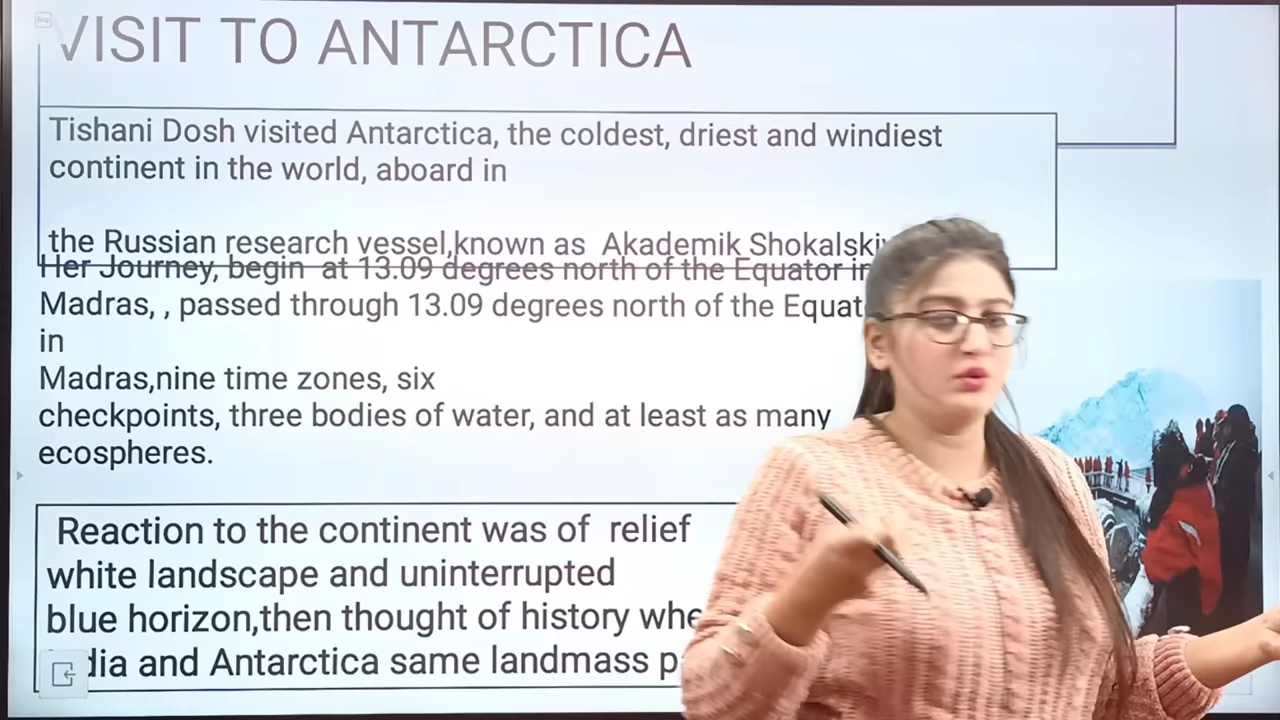 VISIT TO ANTARCTICA
Tishani Dosh visited Antarctica, the coldest, driest and windiest
continent in the world, aboard in
the Russian research vessel,known as Akademik Shokalskiy
Her Journey, begin at 13.09 degrees north of the Equator in
Madras, , passed through 13.09 degrees north of the
in
Madras,nine time zones, six
checkpoints, three bodies of water, and at least as many
ecospheres.
Reaction to the continent was of relief
white landscape and uninterrupted
blue horizon,then thought of history
and Antarctica same landmass